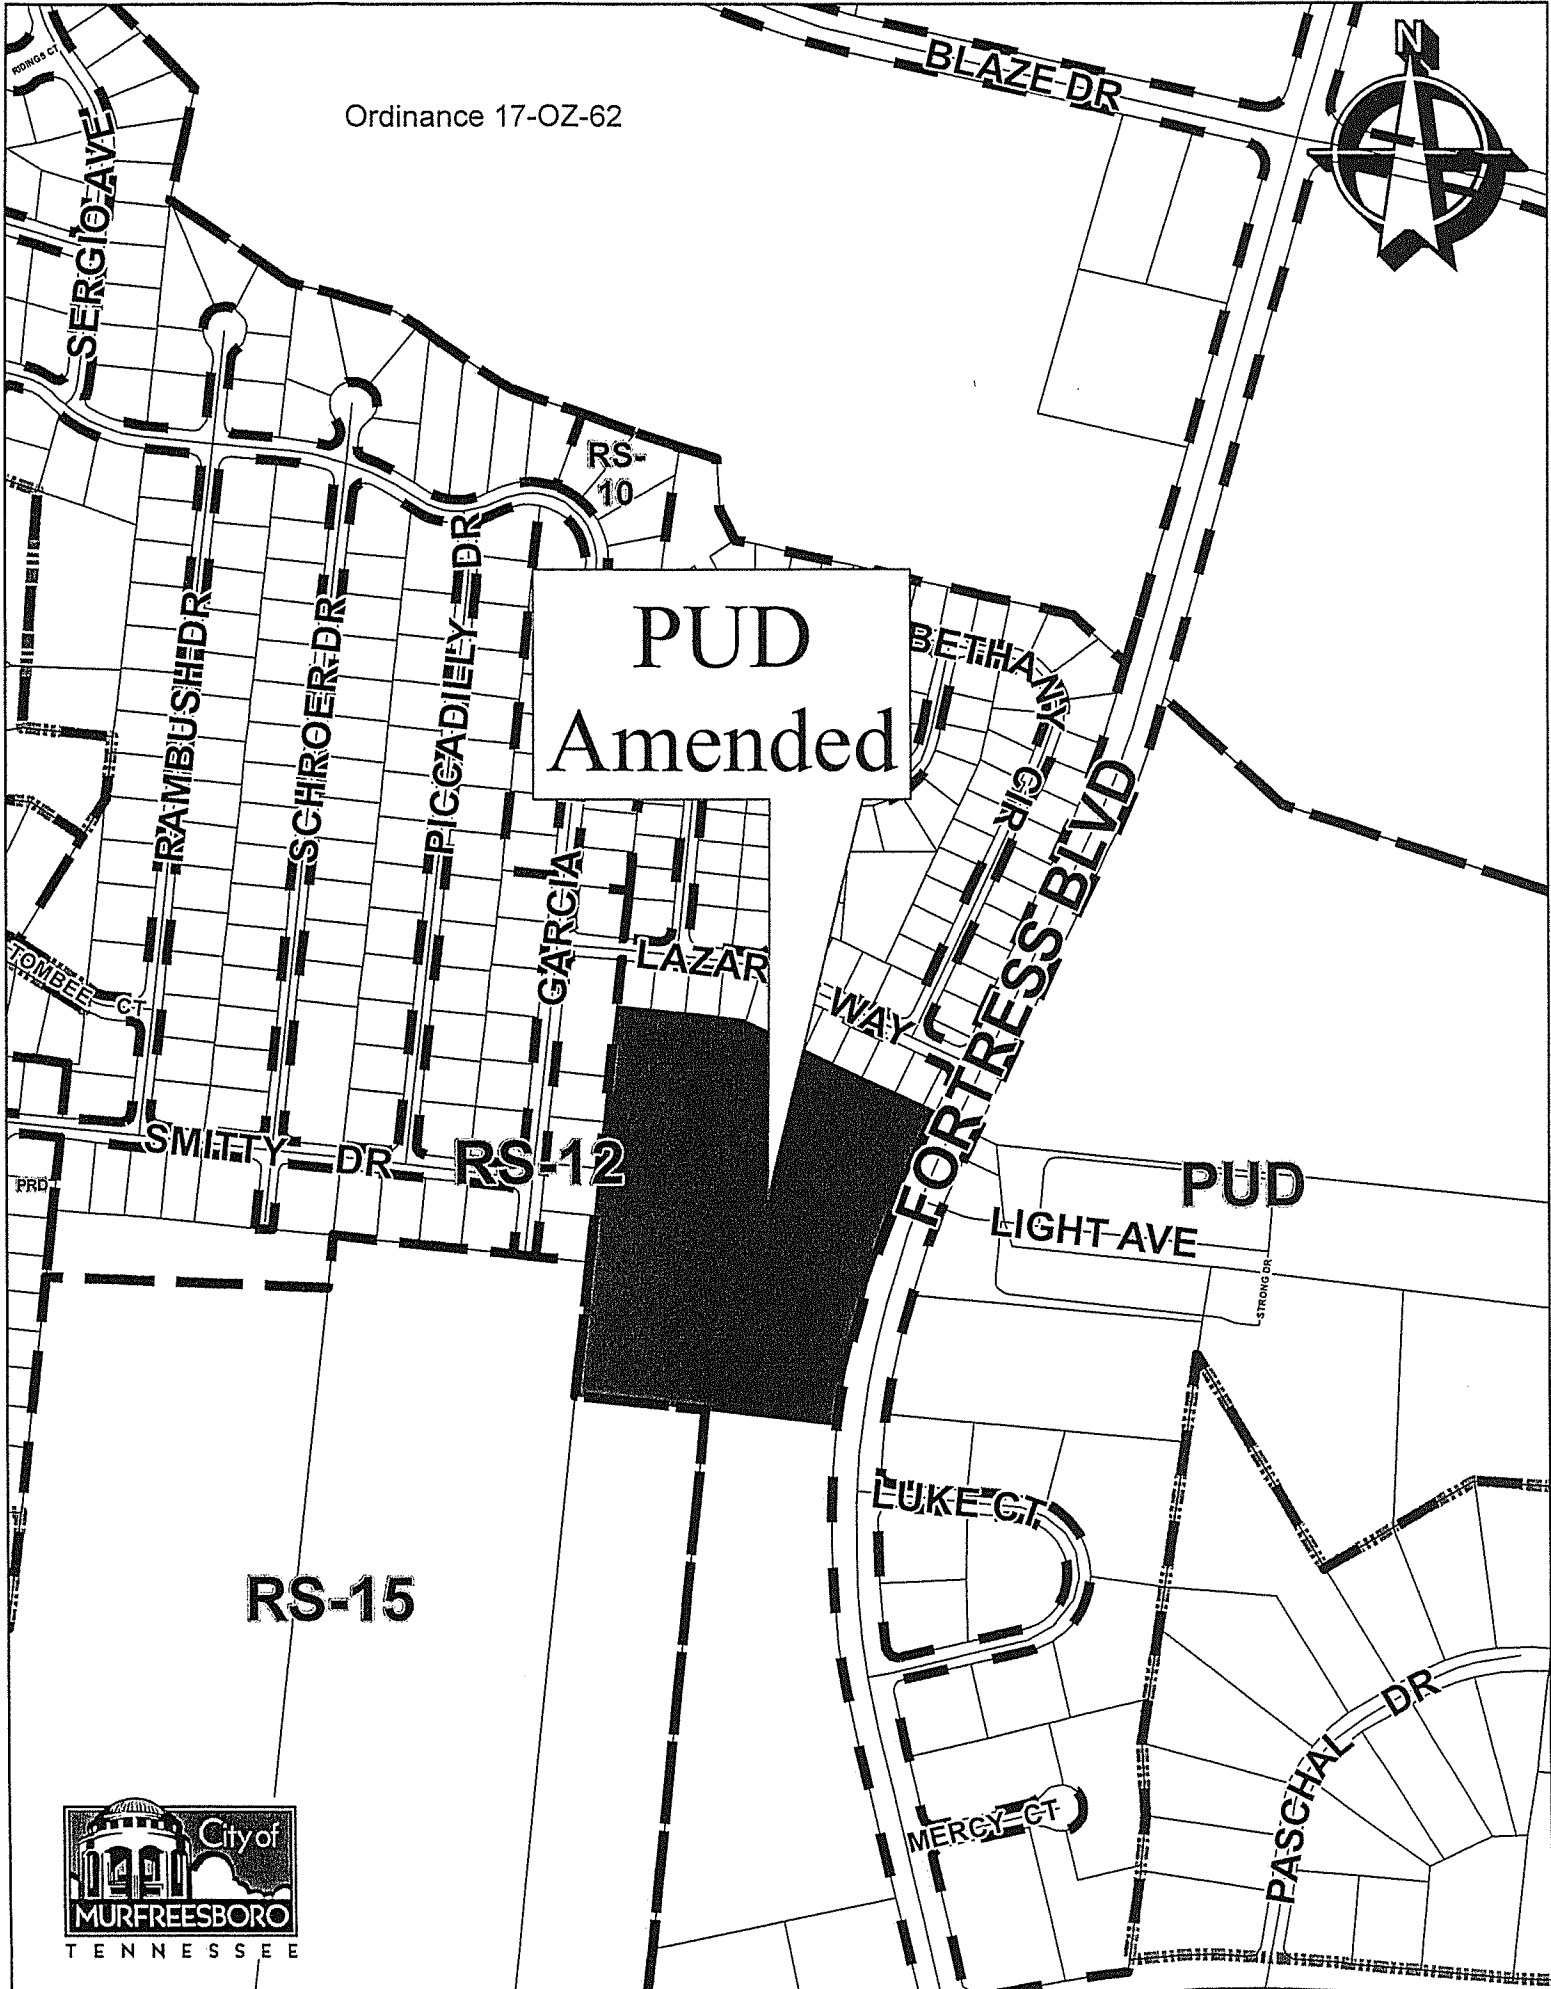 RIDINGS CT
BLAZE DR
N
Ordinance 17-OZ-62
SERGIO AVE
RS-
10
PUD
Amended
BETHANY CIR
RAMBUSH DR
SCHROER DR
PICCADILLY DR
GARCIA
FORTRESS BLVD
LAZAR
WAY
TOMBEE CT
SMITTY DR
RS-12
PRD
PUD
LIGHT AVE
STRONG DR
LUKE CT
RS-15
PASCHAL DR
MERCY CT
City of
MURFREESBORO
TENNESSEE